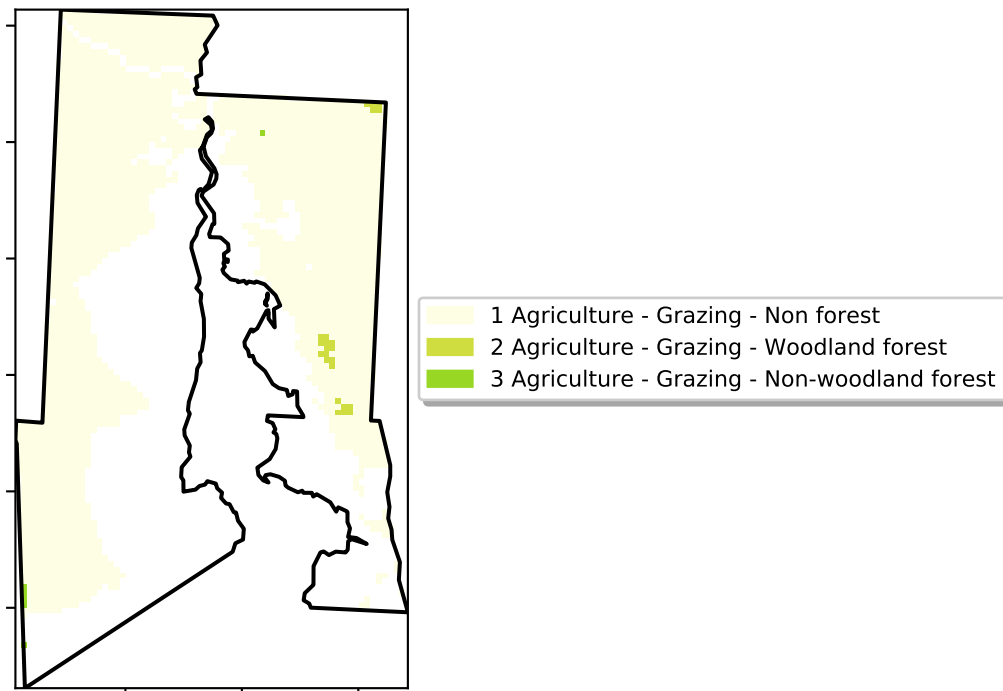 1 Agriculture - Grazing - Non forest
2 Agriculture - Grazing - Woodland forest
3 Agriculture - Grazing - Non-woodland forest